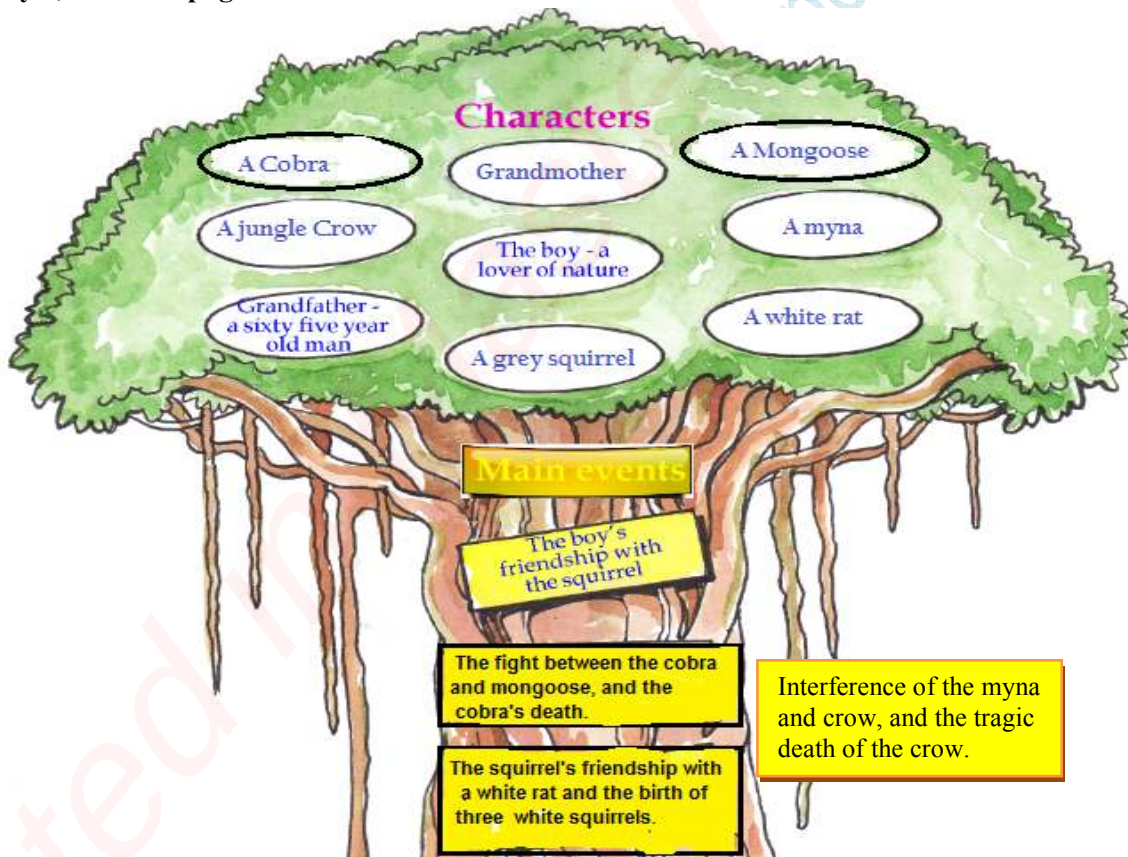 Characters
A Cobra
Grandmother
A Mongoose
A jungle Crow
The boy - a
lover of nature
A myna
Grandfather -
a sixty five year
old man
A grey squirrel
A white rat
Main events
The boy's
friendship with
the squirrel
The fight between the cobra
and mongoose, and the
cobra's death.
Interference of the myna
and crow, and the tragic
death of the crow.
The squirrel's friendship with
a white rat and the birth of
three white squirrels.